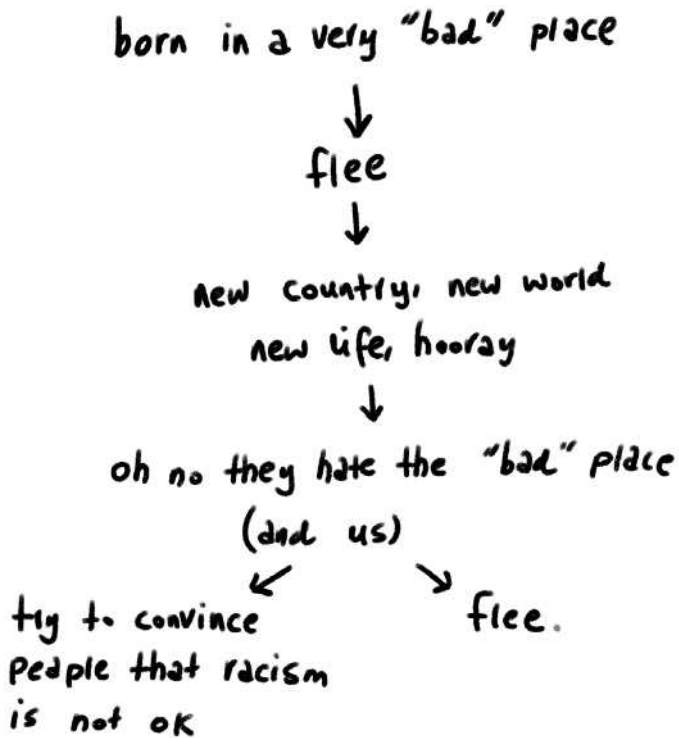 born in a very "bad" place
flee
new country, new world
new life, hooray
oh no they hate the "bad" place
(and us)
try to convince
people that racism
is not ok
flee.